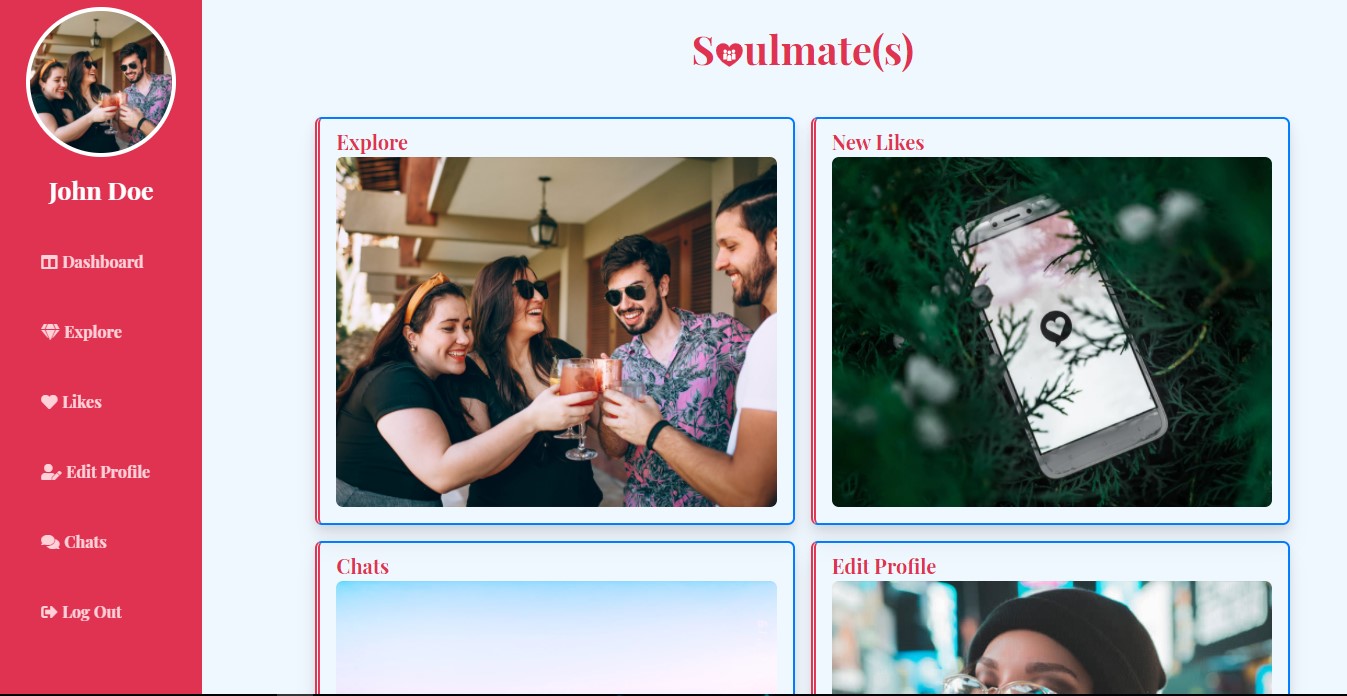 John Doe
Dashboard
Explore
Likes
Edit Profile
Chats
Log Out
Soulmate(s)
Explore
New Likes
Chats
Edit Profile